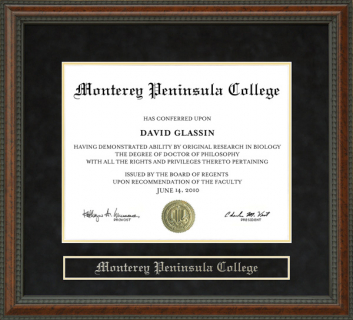 Monterey Peninsula College
HAS CONFERRED UPON
DAVID GLASSIN
HAVING DEMONSTRATED ABILITY BY ORIGINAL RESEARCH IN BIOLOGY
THE DEGREE OF DOCTOR OF PHILOSOPHY
WITH ALL THE RIGHTS AND PRIVILEGES THERETO PERTAINING
ISSUED BY THE BOARD OF REGENTS
UPON RECOMMENDATION OF THE FACULTY
JUNE 14, 2010
PROVOST
PRESIDENT
Monterey Peninsula College